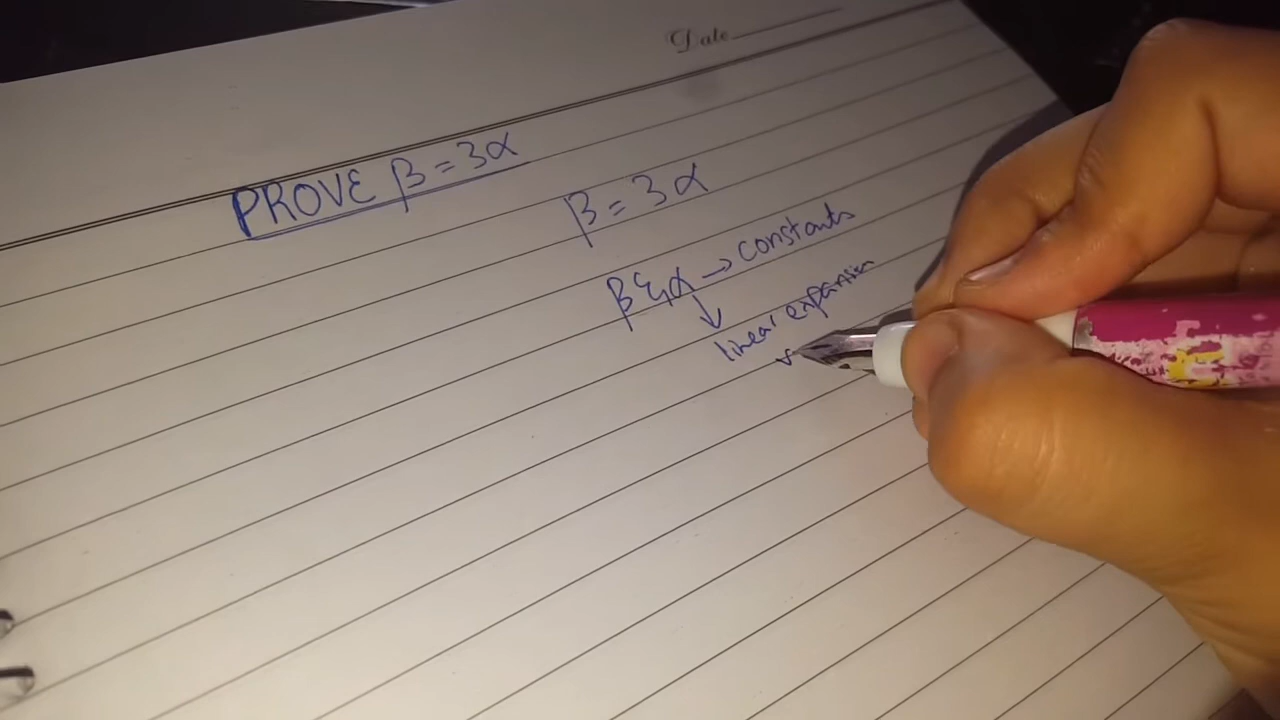 Date
PROVE β = 3α
β = 3α
β & α → constants
linear expansion